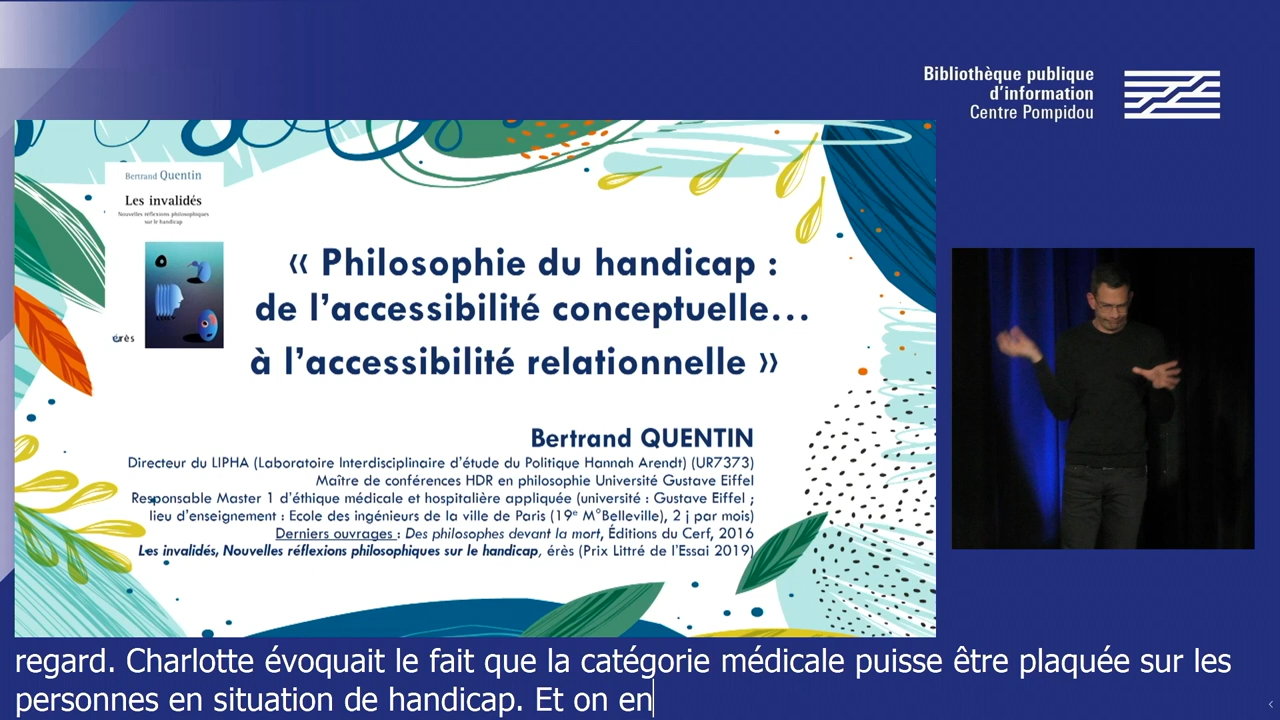 Bibliothèque publique
d'information
Centre Pompidou
Bertrand Quentin
Les invalidés
Nouvelles réflexions philosophiques
sur le handicap
érès
« Philosophie du handicap :
de l'accessibilité conceptuelle…
à l'accessibilité relationnelle »
Bertrand QUENTIN
Directeur du LIPHA (Laboratoire Interdisciplinaire d'étude du Politique Hannah Arendt) (UR7373)
Maître de conférences HDR en philosophie Université Gustave Eiffel
Responsable Master 1 d'éthique médicale et hospitalière appliquée (université : Gustave Eiffel ;
lieu d'enseignement : Ecole des ingénieurs de la ville de Paris (19e M°Belleville), 2 j par mois)
Derniers ouvrages : Des philosophes devant la mort, Éditions du Cerf, 2016
Les invalidés, Nouvelles réflexions philosophiques sur le handicap, érès (Prix Littré de l'Essai 2019)
regard. Charlotte évoquait le fait que la catégorie médicale puisse être plaquée sur les
personnes en situation de handicap. Et on en